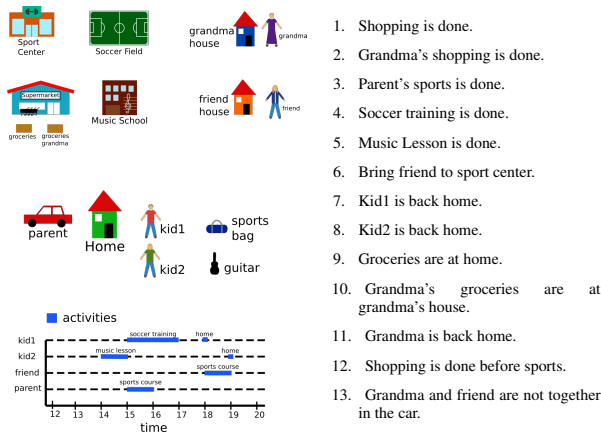 Sport
Center
Soccer Field
grandma
house
grandma
Supermarket
groceries
groceries
grandma
Music School
friend
house
friend
parent
Home
kid1
kid2
sports
bag
guitar
activities
kid1
soccer training
home
kid2
music lesson
home
friend
sports course
parent
sports course
12 13 14 15 16 17 18 19 20
time
1. Shopping is done.
2. Grandma's shopping is done.
3. Parent's sports is done.
4. Soccer training is done.
5. Music Lesson is done.
6. Bring friend to sport center.
7. Kid1 is back home.
8. Kid2 is back home.
9. Groceries are at home.
10. Grandma's groceries are at
grandma's house.
11. Grandma is back home.
12. Shopping is done before sports.
13. Grandma and friend are not together
in the car.